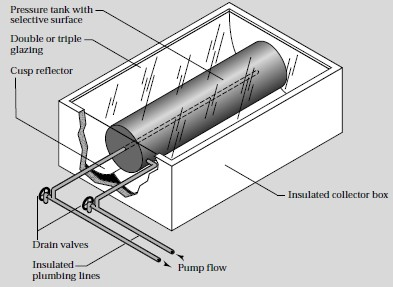 Pressure tank with
selective surface
Double or triple
glazing
Cusp reflector
Insulated collector box
Drain valves
Insulated
plumbing lines
Pump flow